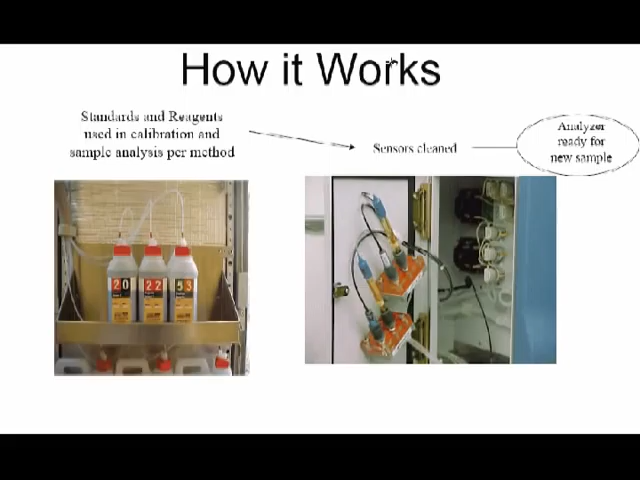 How it Works
Standards and Reagents
used in calibration and
sample analysis per method
Sensors cleaned
Analyzer
ready for
new sample
20
22
53